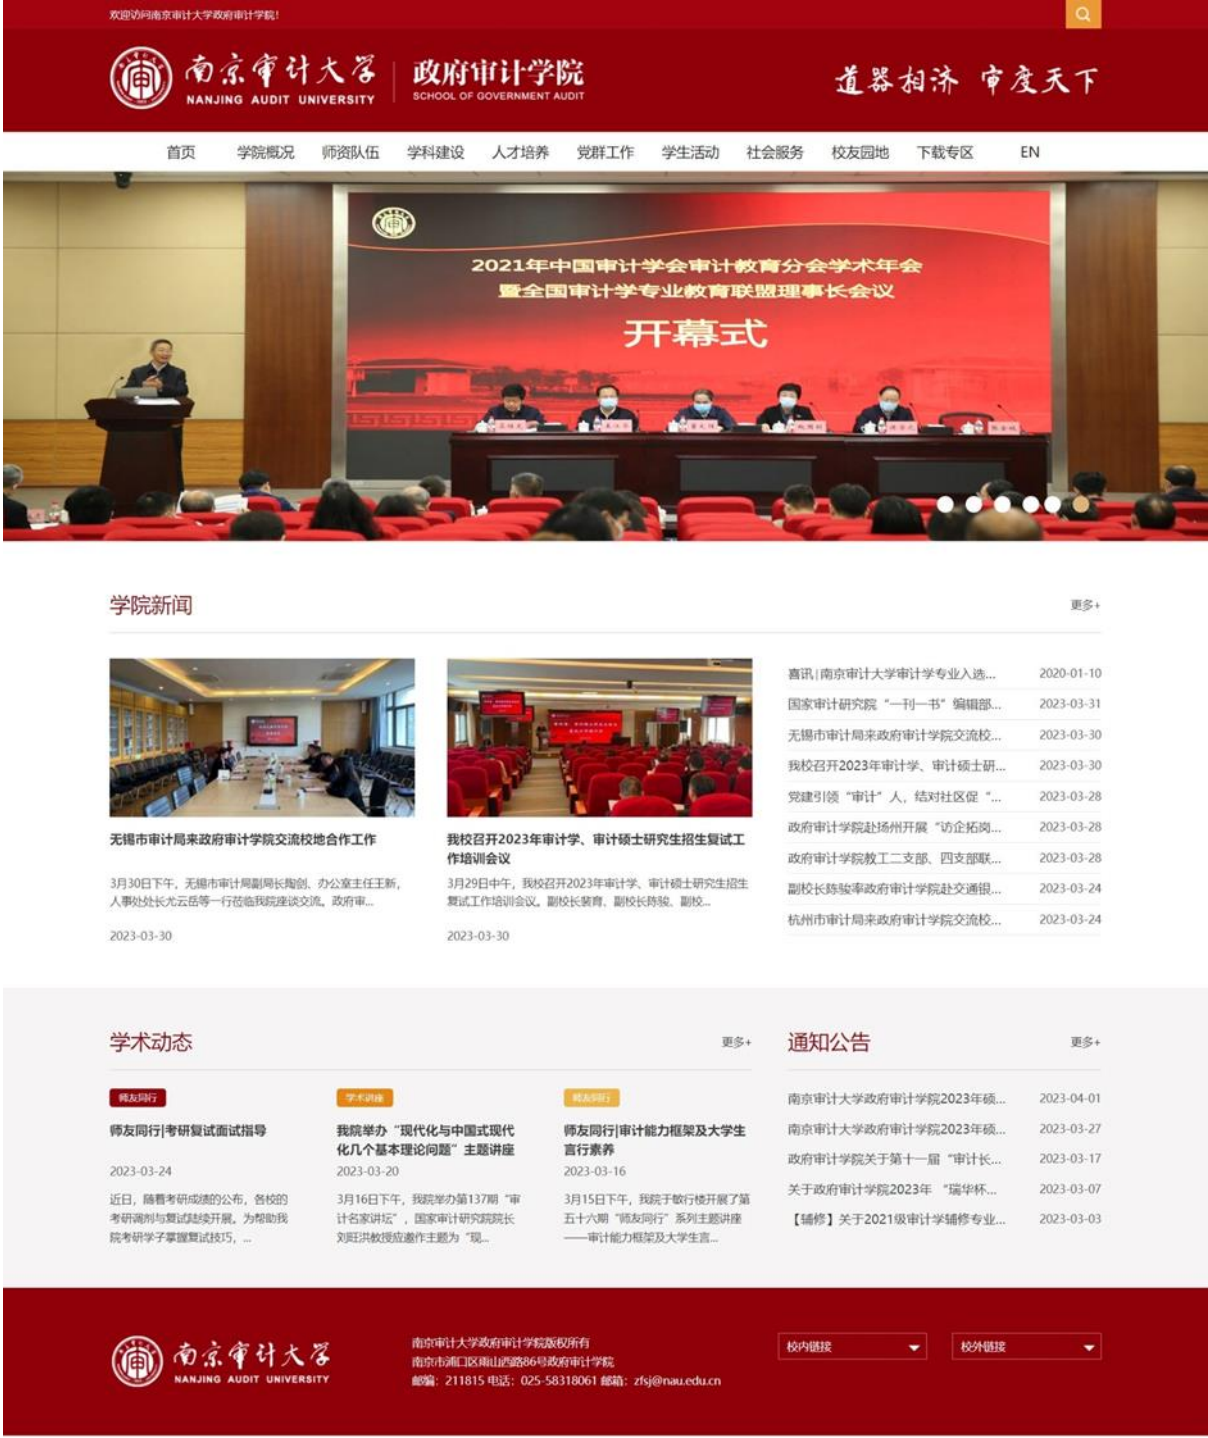 欢迎访问南京审计大学政府审计学院!
南京审计大学
NANJING AUDIT UNIVERSITY
政府审计学院
SCHOOL OF GOVERNMENT AUDIT
道器相济 审度天下
首页 学院概况 师资队伍 学科建设 人才培养 党群工作 学生活动 社会服务 校友园地 下载专区 EN
2021年中国审计学会审计教育分会学术年会
暨全国审计学专业教育联盟理事长会议
开幕式
学院新闻 更多+
无锡市审计局来政府审计学院交流校地合作工作
3月30日下午，无锡市审计局副局长陶创、办公室主任王新，
人事处处长尤云岳等一行莅临我院座谈交流。政府审...
2023-03-30
我校召开2023年审计学、审计硕士研究生招生复试工
作培训会议
3月29日中午，我校召开2023年审计学、审计硕士研究生招生
复试工作培训会议。副校长裴育、副校长陈骏、副校...
2023-03-30
喜讯|南京审计大学审计学专业入选... 2020-01-10
国家审计研究院“一刊一书”编辑部... 2023-03-31
无锡市审计局来政府审计学院交流校... 2023-03-30
我校召开2023年审计学、审计硕士研... 2023-03-30
党建引领“审计”人，结对社区促“... 2023-03-28
政府审计学院赴扬州开展“访企拓岗... 2023-03-28
政府审计学院教工二支部、四支部联... 2023-03-28
副校长陈骏率政府审计学院赴交通银... 2023-03-24
杭州市审计局来政府审计学院交流校... 2023-03-24
学术动态 更多+
师友同行
师友同行|考研复试面试指导
2023-03-24
近日，随着考研成绩的公布，各校的
考研调剂与复试陆续开展。为帮助我
院考研学子掌握复试技巧，...
学术讲座
我院举办“现代化与中国式现代
化几个基本理论问题”主题讲座
2023-03-20
3月16日下午，我院举办第137期“审
计名家讲坛”，国家审计研究院院长
刘旺洪教授应邀作主题为“现...
师友同行
师友同行|审计能力框架及大学生
言行素养
2023-03-16
3月15日下午，我院于敏行楼开展了第
五十六期“师友同行”系列主题讲座
——审计能力框架及大学生言...
通知公告 更多+
南京审计大学政府审计学院2023年硕... 2023-04-01
南京审计大学政府审计学院2023年硕... 2023-03-27
政府审计学院关于第十一届“审计长... 2023-03-17
关于政府审计学院2023年 “瑞华杯... 2023-03-07
【辅修】关于2021级审计学辅修专业... 2023-03-03
南京审计大学
NANJING AUDIT UNIVERSITY
南京审计大学政府审计学院版权所有
南京市浦口区雨山西路86号政府审计学院
邮编：211815 电话：025-58318061 邮箱：zfsj@nau.edu.cn
校内链接 校外链接